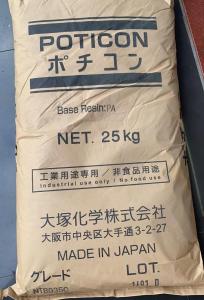 POTICON
ポチコン
Base Resin:PA
NET. 25kg
工業用途専用／非食品用途
Industrial use only / No food use
大塚化学株式会社
大阪市中央区大手通3-2-27
MADE IN JAPAN
グレード LOT.